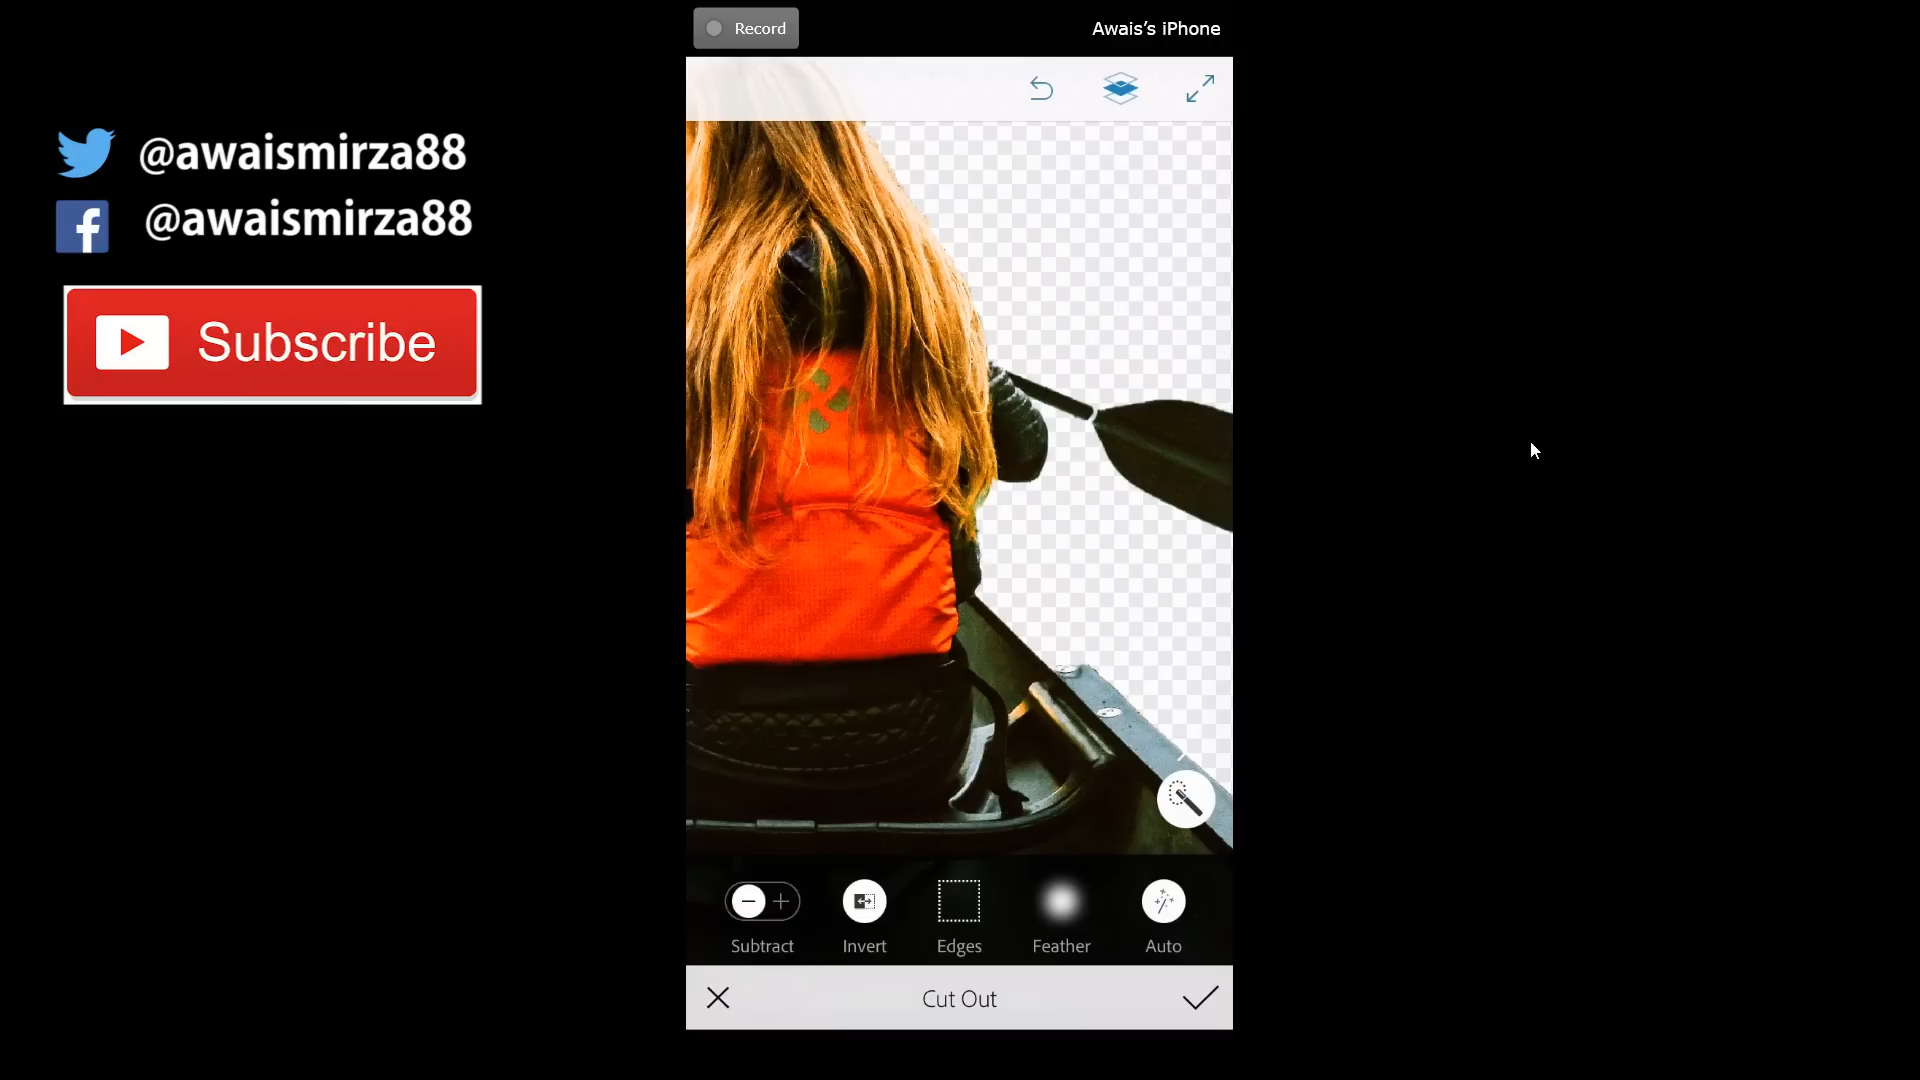 Record
Awais’s iPhone
@awaismirza88
@awaismirza88
Subscribe
Subtract
Invert
Edges
Feather
Auto
Cut Out